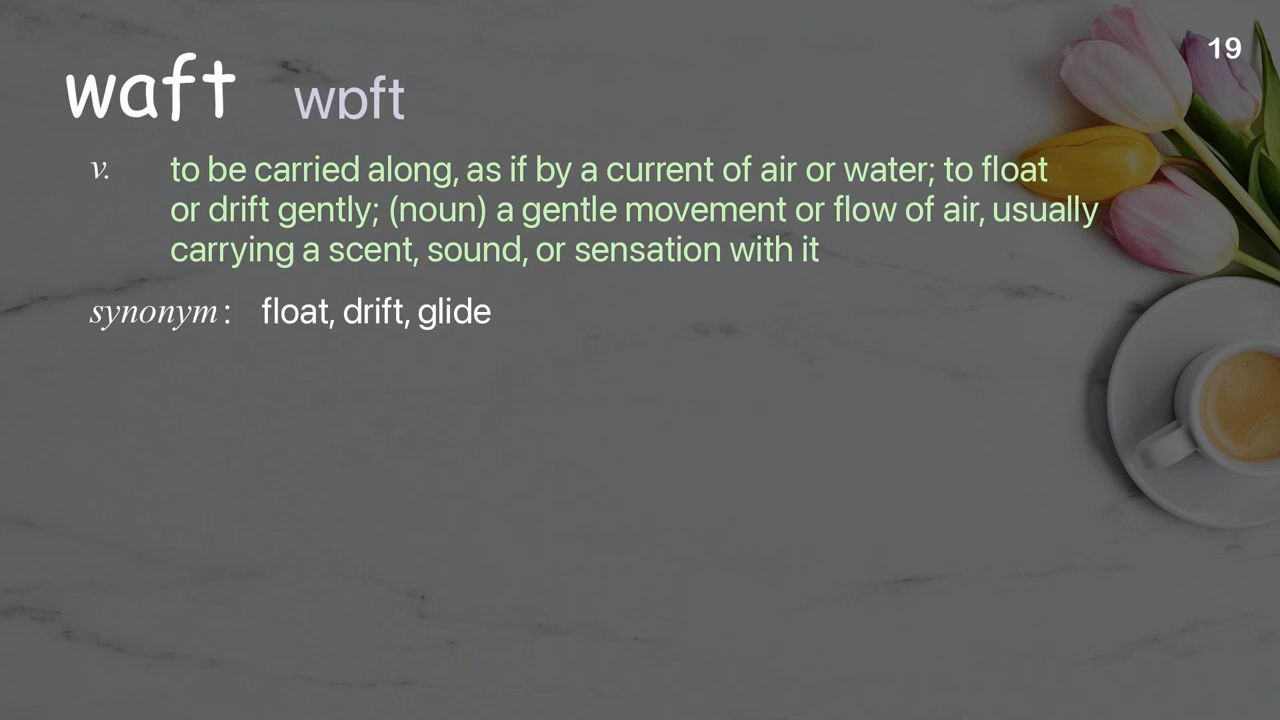 19
waft wɒft
v. to be carried along, as if by a current of air or water; to float
or drift gently; (noun) a gentle movement or flow of air, usually
carrying a scent, sound, or sensation with it
synonym: float, drift, glide